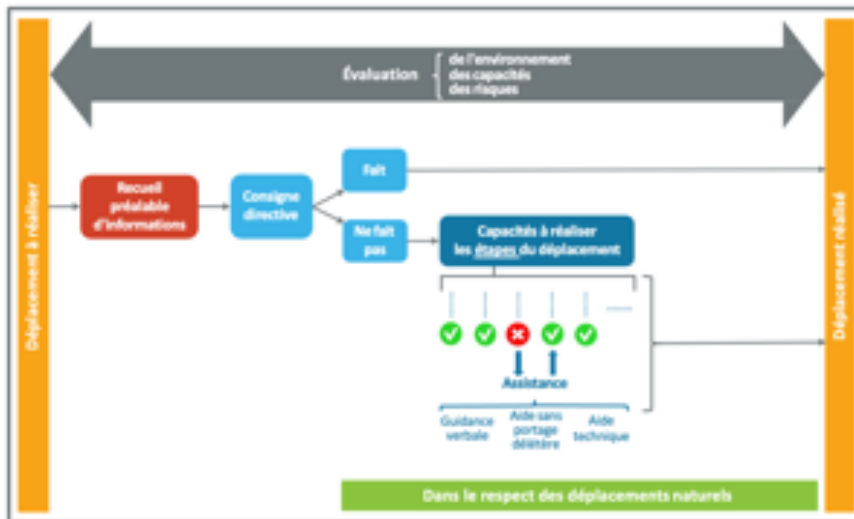 Évaluation
de l'environnement
des capacités
des risques
Déplacement à réaliser
Recueil
préalable
d'informations
Consigne
directive
Fait
Ne fait
pas
Capacités à réaliser
les étapes du déplacement
Assistance
Guidance
verbale
Aide sans
portage
délétère
Aide
technique
Dans le respect des déplacements naturels
Déplacement réalisé